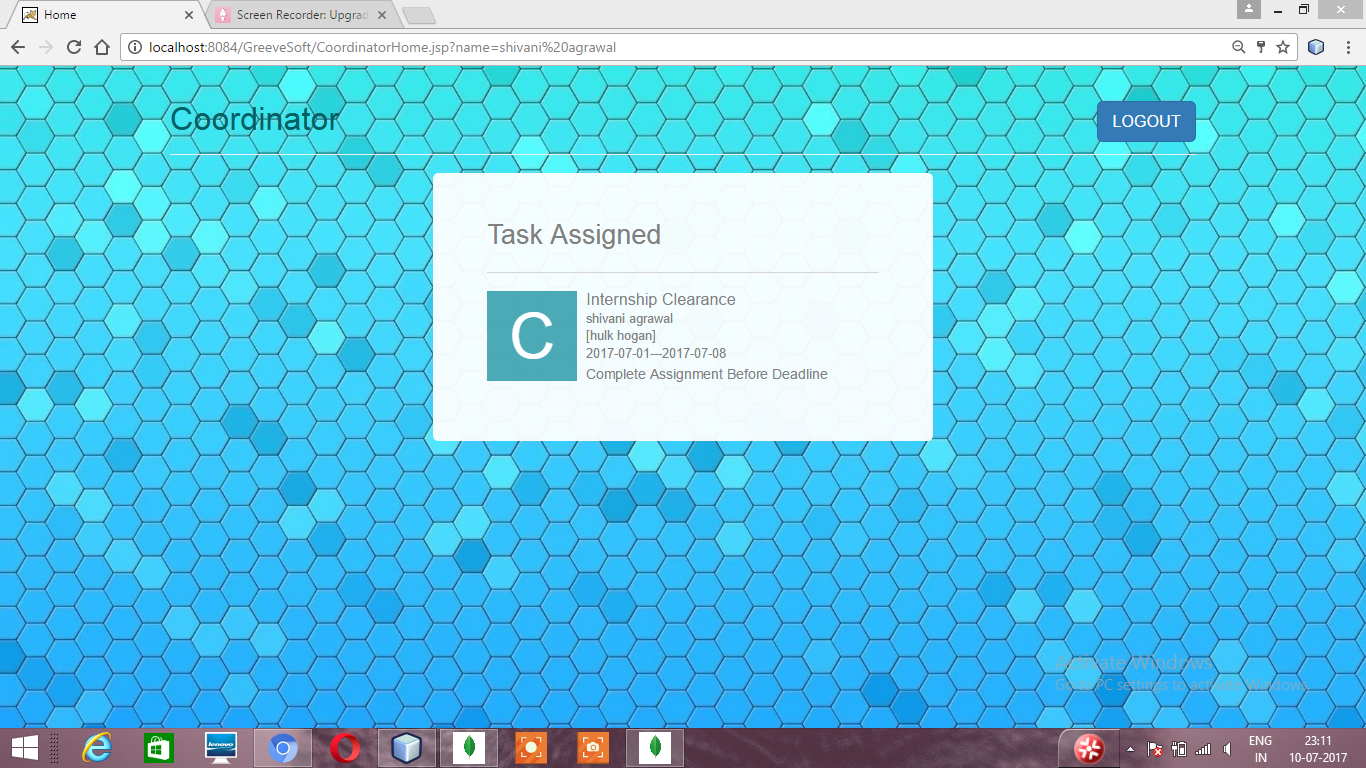 Home
Screen Recorder: Upgrad
localhost:8084/GreeveSoft/CoordinatorHome.jsp?name=shivani%20agrawal
Coordinator
LOGOUT
Task Assigned
C
Internship Clearance
shivani agrawal
[hulk hogan]
2017-07-01---2017-07-08
Complete Assignment Before Deadline
Activate Windows
Go to PC settings to activate Windows.
lenovo
ENG
IN
23:11
10-07-2017